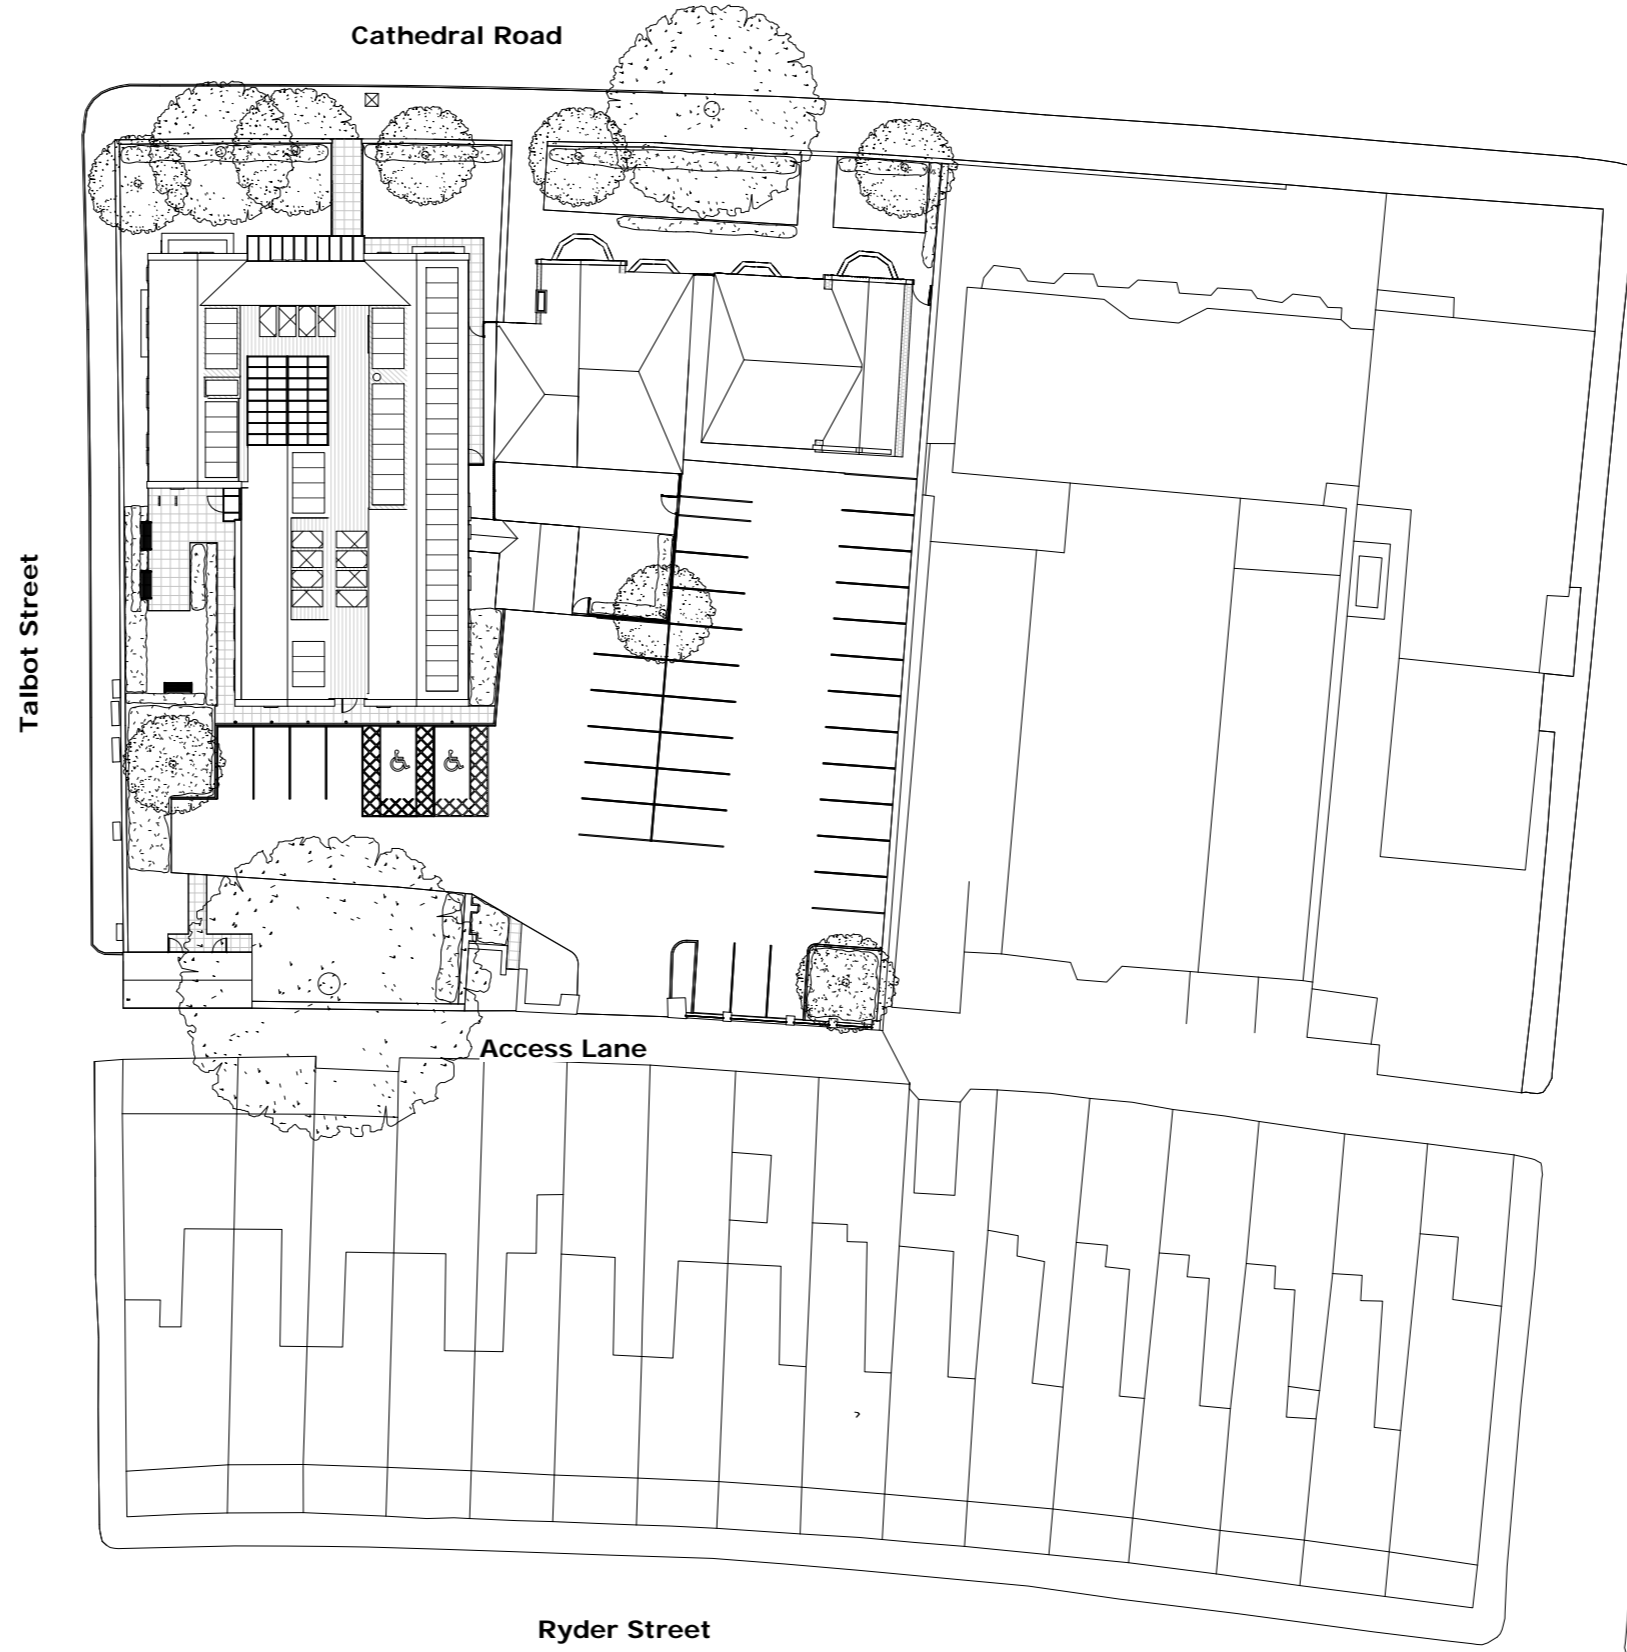 Cathedral Road
Talbot Street
Access Lane
?
Ryder Street